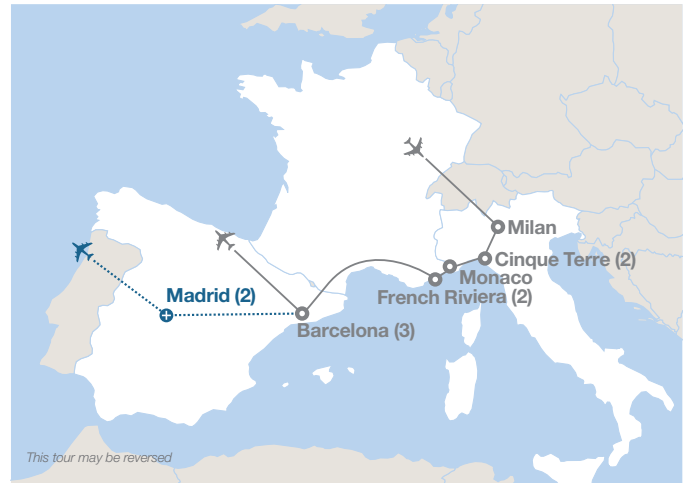 Milan
Cinque Terre (2)
Monaco
French Riviera (2)
Madrid (2)
Barcelona (3)
This tour may be reversed